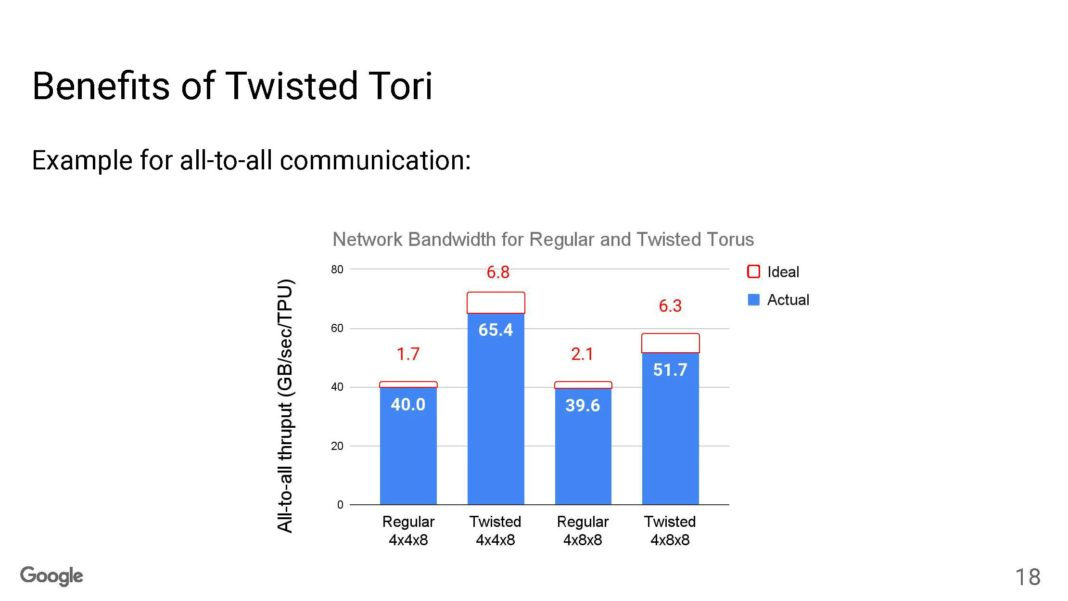 Benefits of Twisted Tori
Example for all-to-all communication:
Network Bandwidth for Regular and Twisted Torus
All-to-all thruput (GB/sec/TPU)
80
60
40
20
0
1.7
40.0
6.8
65.4
2.1
39.6
6.3
51.7
Regular
4x4x8
Twisted
4x4x8
Regular
4x8x8
Twisted
4x8x8
Ideal
Actual
Google
18